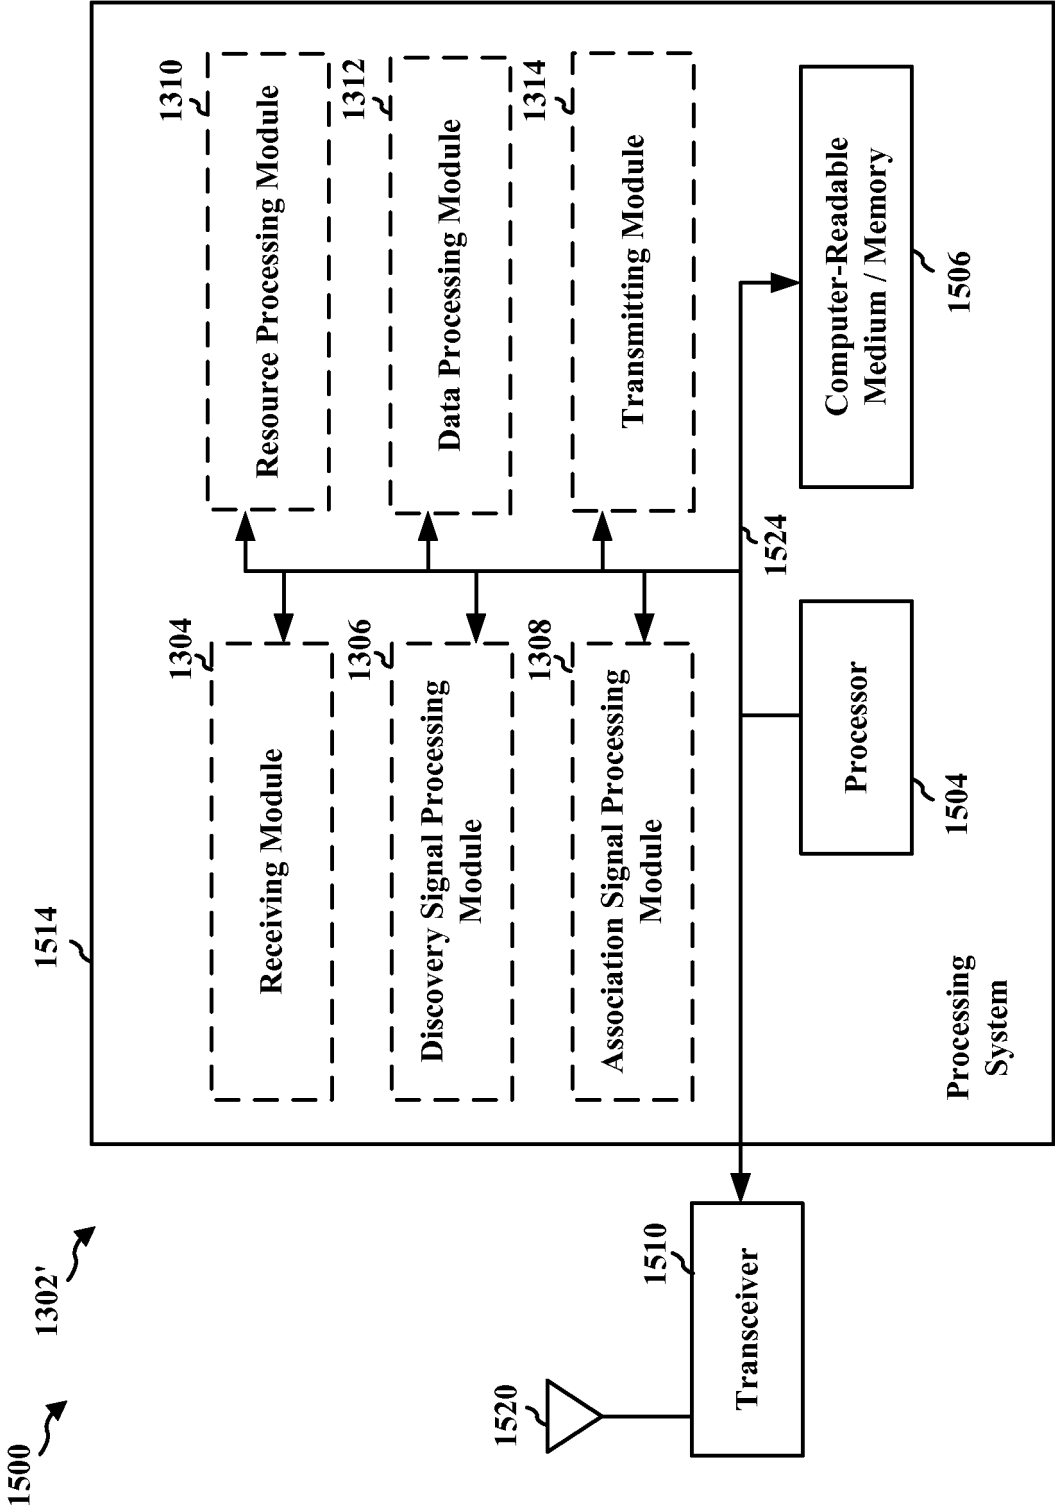 1500
1302'
1514
1304
Receiving Module
1310
Resource Processing Module
1306
Discovery Signal Processing
Module
1312
Data Processing Module
1308
Association Signal Processing
Module
1314
Transmitting Module
1524
1520
1510
Transceiver
Processor
1504
Computer-Readable
Medium / Memory
1506
Processing
System